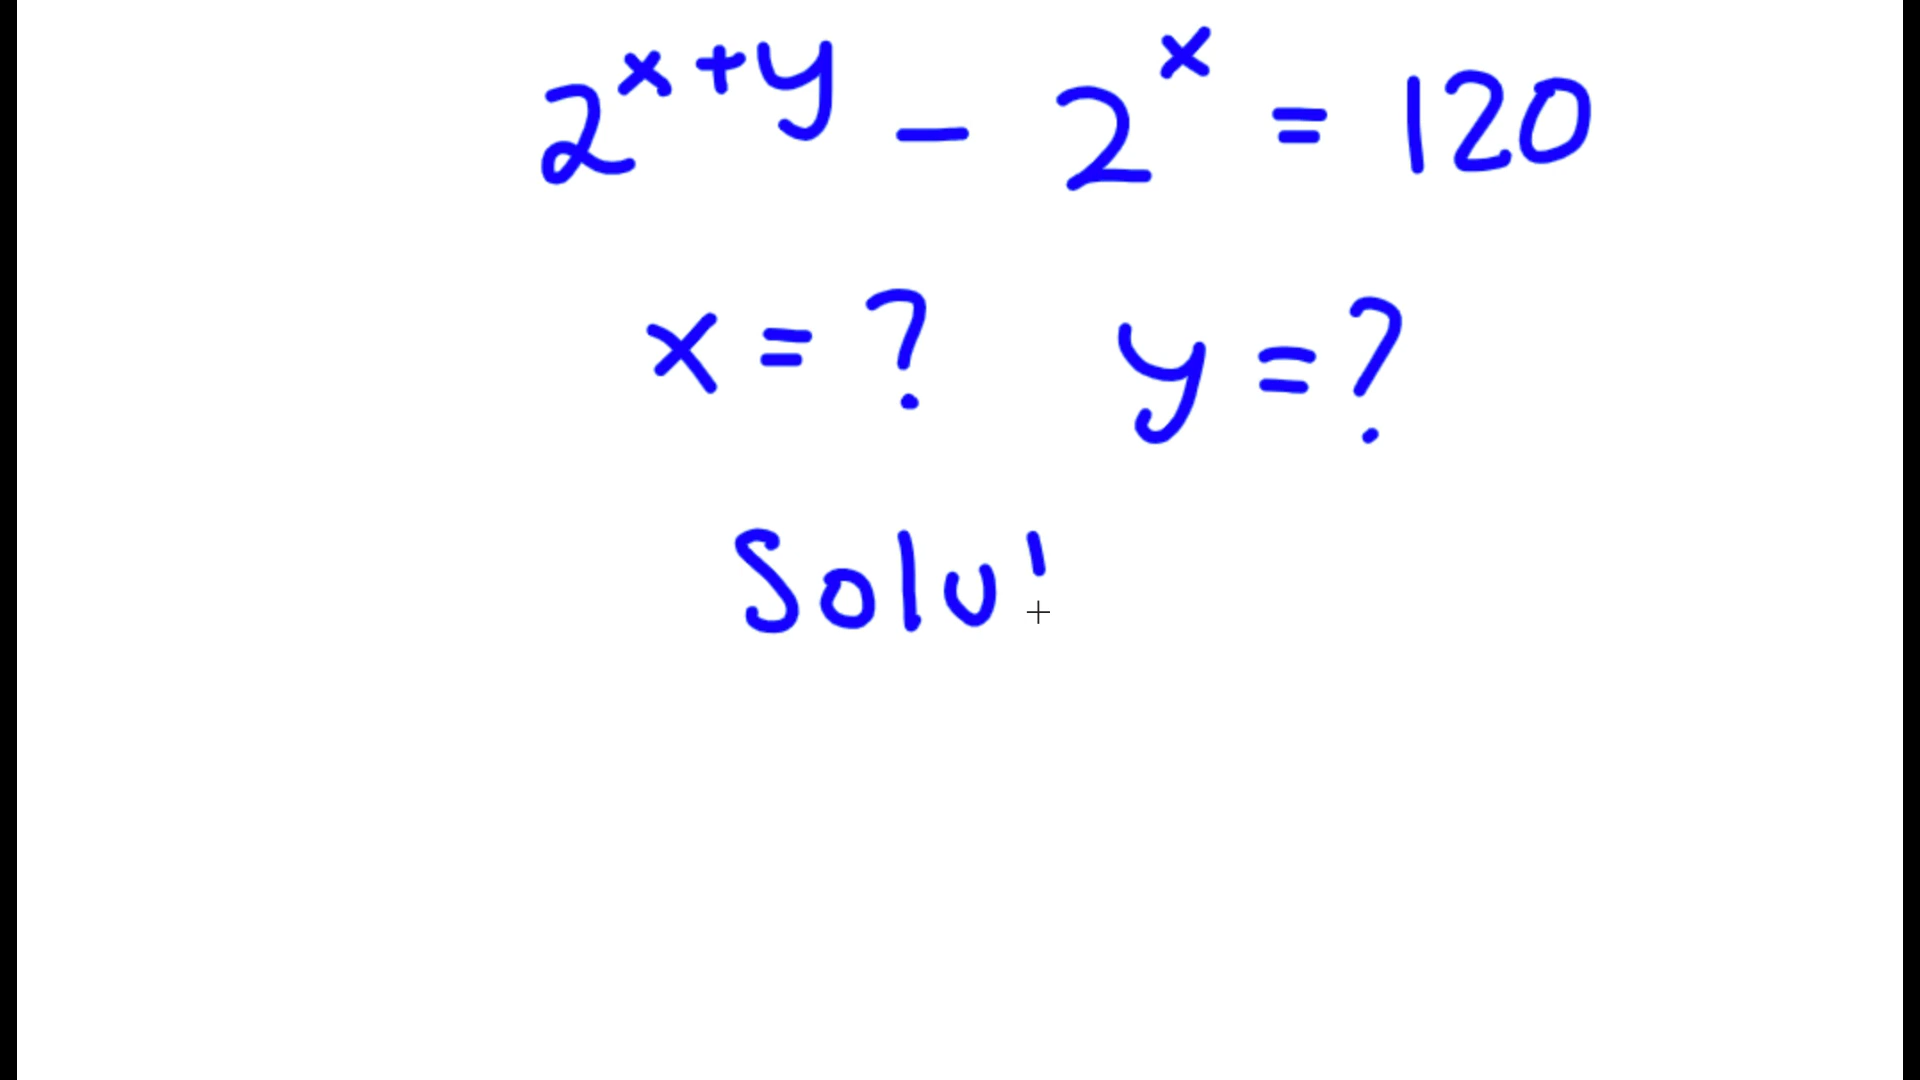 2^{x+y} - 2^x = 120
x = ? y = ?
Solu'